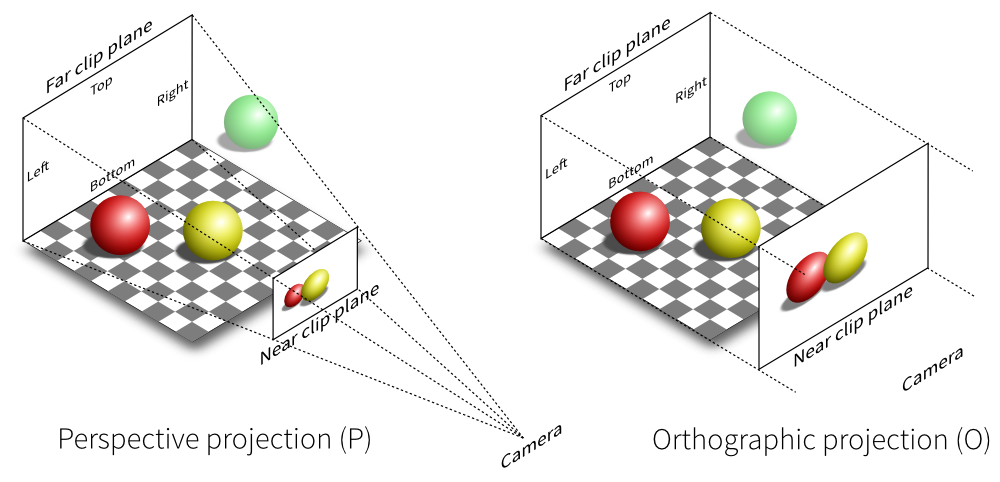 Far clip plane
Top
Right
Left
Bottom
Near clip plane
Camera
Perspective projection (P)
Far clip plane
Top
Right
Left
Bottom
Near clip plane
Camera
Orthographic projection (O)